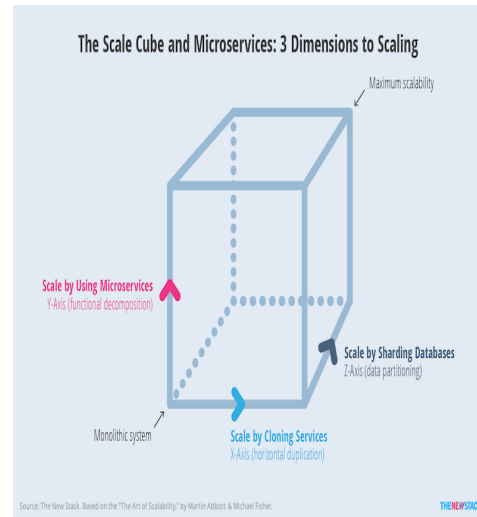 The Scale Cube and Microservices: 3 Dimensions to Scaling
Maximum scalability
Scale by Using Microservices
Y-Axis (functional decomposition)
Scale by Sharding Databases
Z-Axis (data partitioning)
Monolithic system
Scale by Cloning Services
X-Axis (horizontal duplication)
Source: The New Stack. Based on the "The Art of Scalability," by Martin Abbott & Michael Fisher.
THENEWSTAC